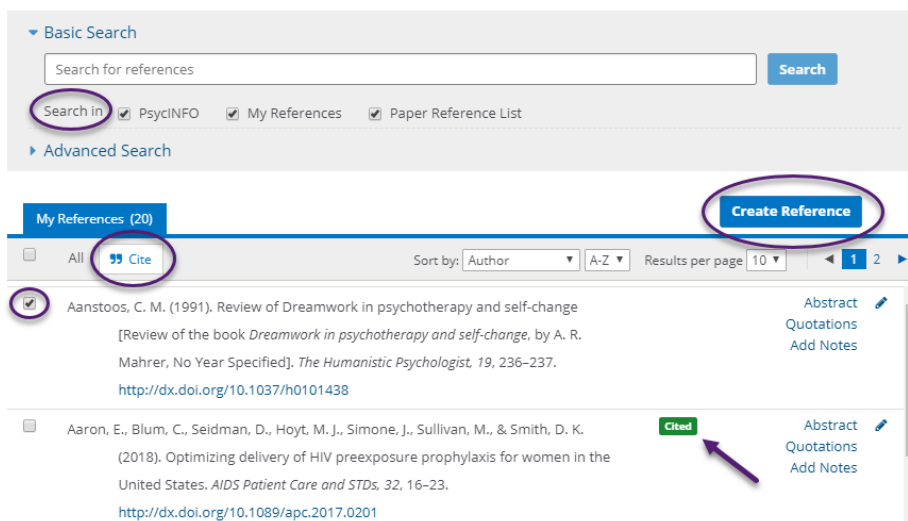 Basic Search
Search for references
Search
Search in PsycINFO My References Paper Reference List
Advanced Search
Create Reference
My References (20)
All Cite Sort by: Author A-Z Results per page 10 1 2
Aanstoos, C. M. (1991). Review of Dreamwork in psychotherapy and self-change Abstract
[Review of the book Dreamwork in psychotherapy and self-change, by A. R. Quotations
Mahrer, No Year Specified]. The Humanistic Psychologist, 19, 236–237. Add Notes
http://dx.doi.org/10.1037/h0101438
Aaron, E., Blum, C., Seidman, D., Hoyt, M. J., Simone, J., Sullivan, M., & Smith, D. K. Cited Abstract
(2018). Optimizing delivery of HIV preexposure prophylaxis for women in the Quotations
United States. AIDS Patient Care and STDs, 32, 16–23. Add Notes
http://dx.doi.org/10.1089/apc.2017.0201